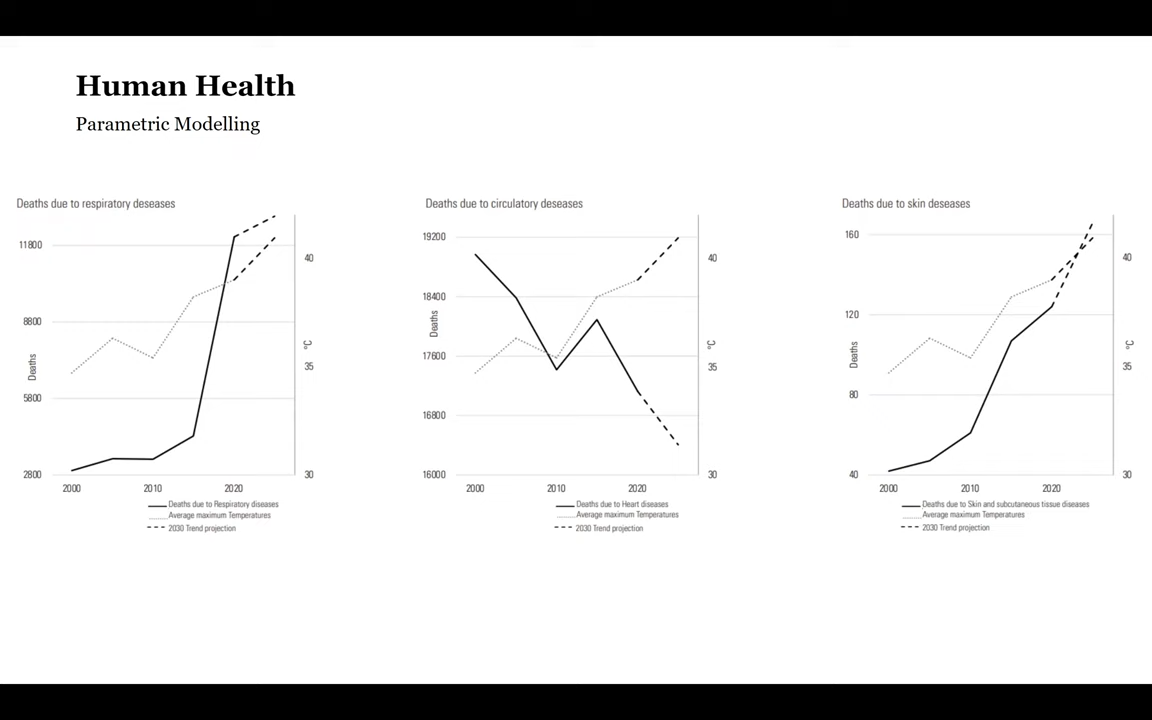 Human Health
Parametric Modelling
Deaths due to respiratory deseases
11800
8800
5800
2800
Deaths
40
35
30
°C
2000
2010
2020
Deaths due to Respiratory diseases
Average maximum Temperatures
2030 Trend projection
Deaths due to circulatory deseases
19200
18400
17600
16800
16000
Deaths
40
35
30
°C
2000
2010
2020
Deaths due to Heart diseases
Average maximum Temperatures
2030 Trend projection
Deaths due to skin deseases
160
120
80
40
Deaths
40
35
30
°C
2000
2010
2020
Deaths due to Skin and subcutaneous tissue diseases
Average maximum Temperatures
2030 Trend projection